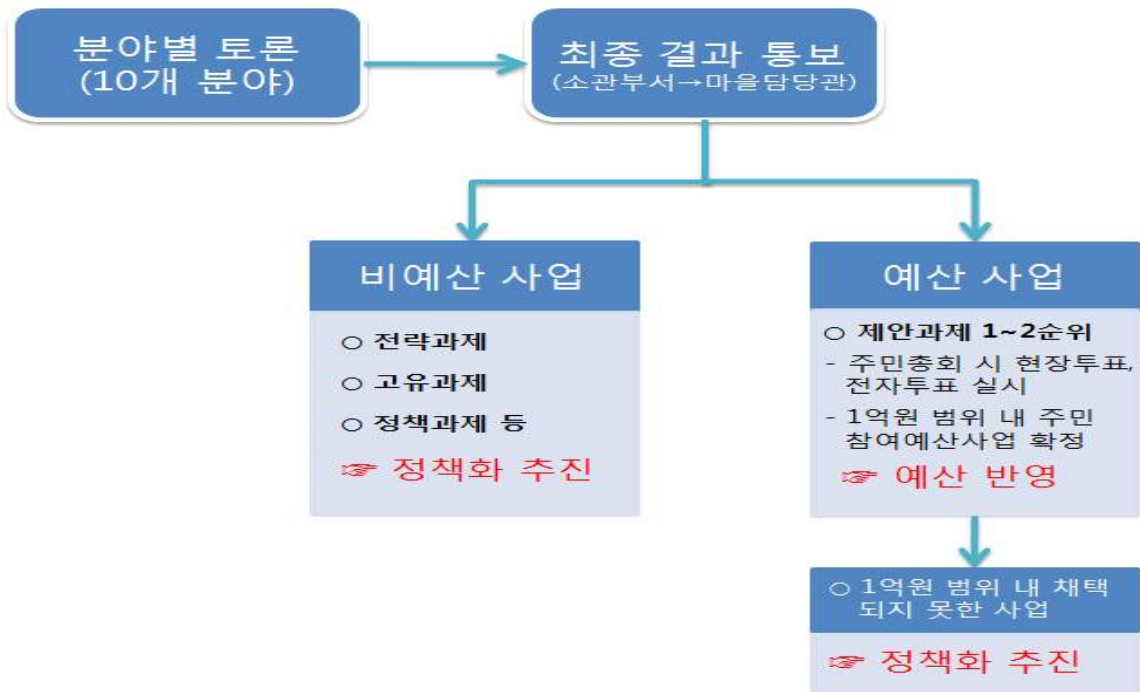 분야별 토론
(10개 분야)
최종 결과 통보
(소관부서→마을담당관)
비예산 사업
○ 전략과제
○ 고유과제
○ 정책과제 등
☞ 정책화 추진
예산 사업
○ 제안과제 1~2순위
- 주민총회 시 현장투표,
전자투표 실시
- 1억원 범위 내 주민
참여예산사업 확정
☞ 예산 반영
○ 1억원 범위 내 채택
되지 못한 사업
☞ 정책화 추진